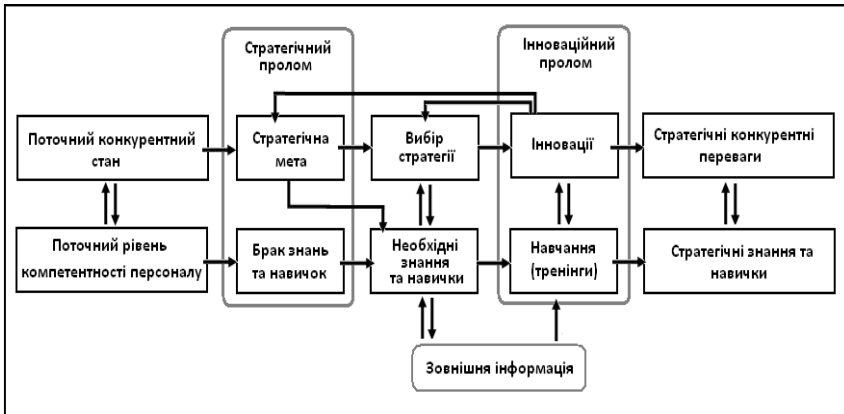 Стратегічний
пролом
Інноваційний
пролом
Поточний конкурентний
стан
Стратегічна
мета
Вибір
стратегії
Інновації
Стратегічні конкурентні
переваги
Поточний рівень
компетентності персоналу
Брак знань
та навичок
Необхідні
знання
та навички
Навчання
(тренінги)
Стратегічні знання та
навички
Зовнішня інформація